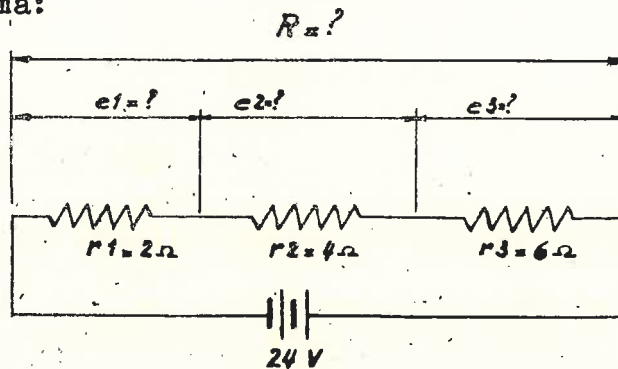 ma:
R = ?
e1 = ? e2 = ? e3 = ?
r1 = 2 Ω r2 = 4 Ω r3 = 6 Ω
24 V